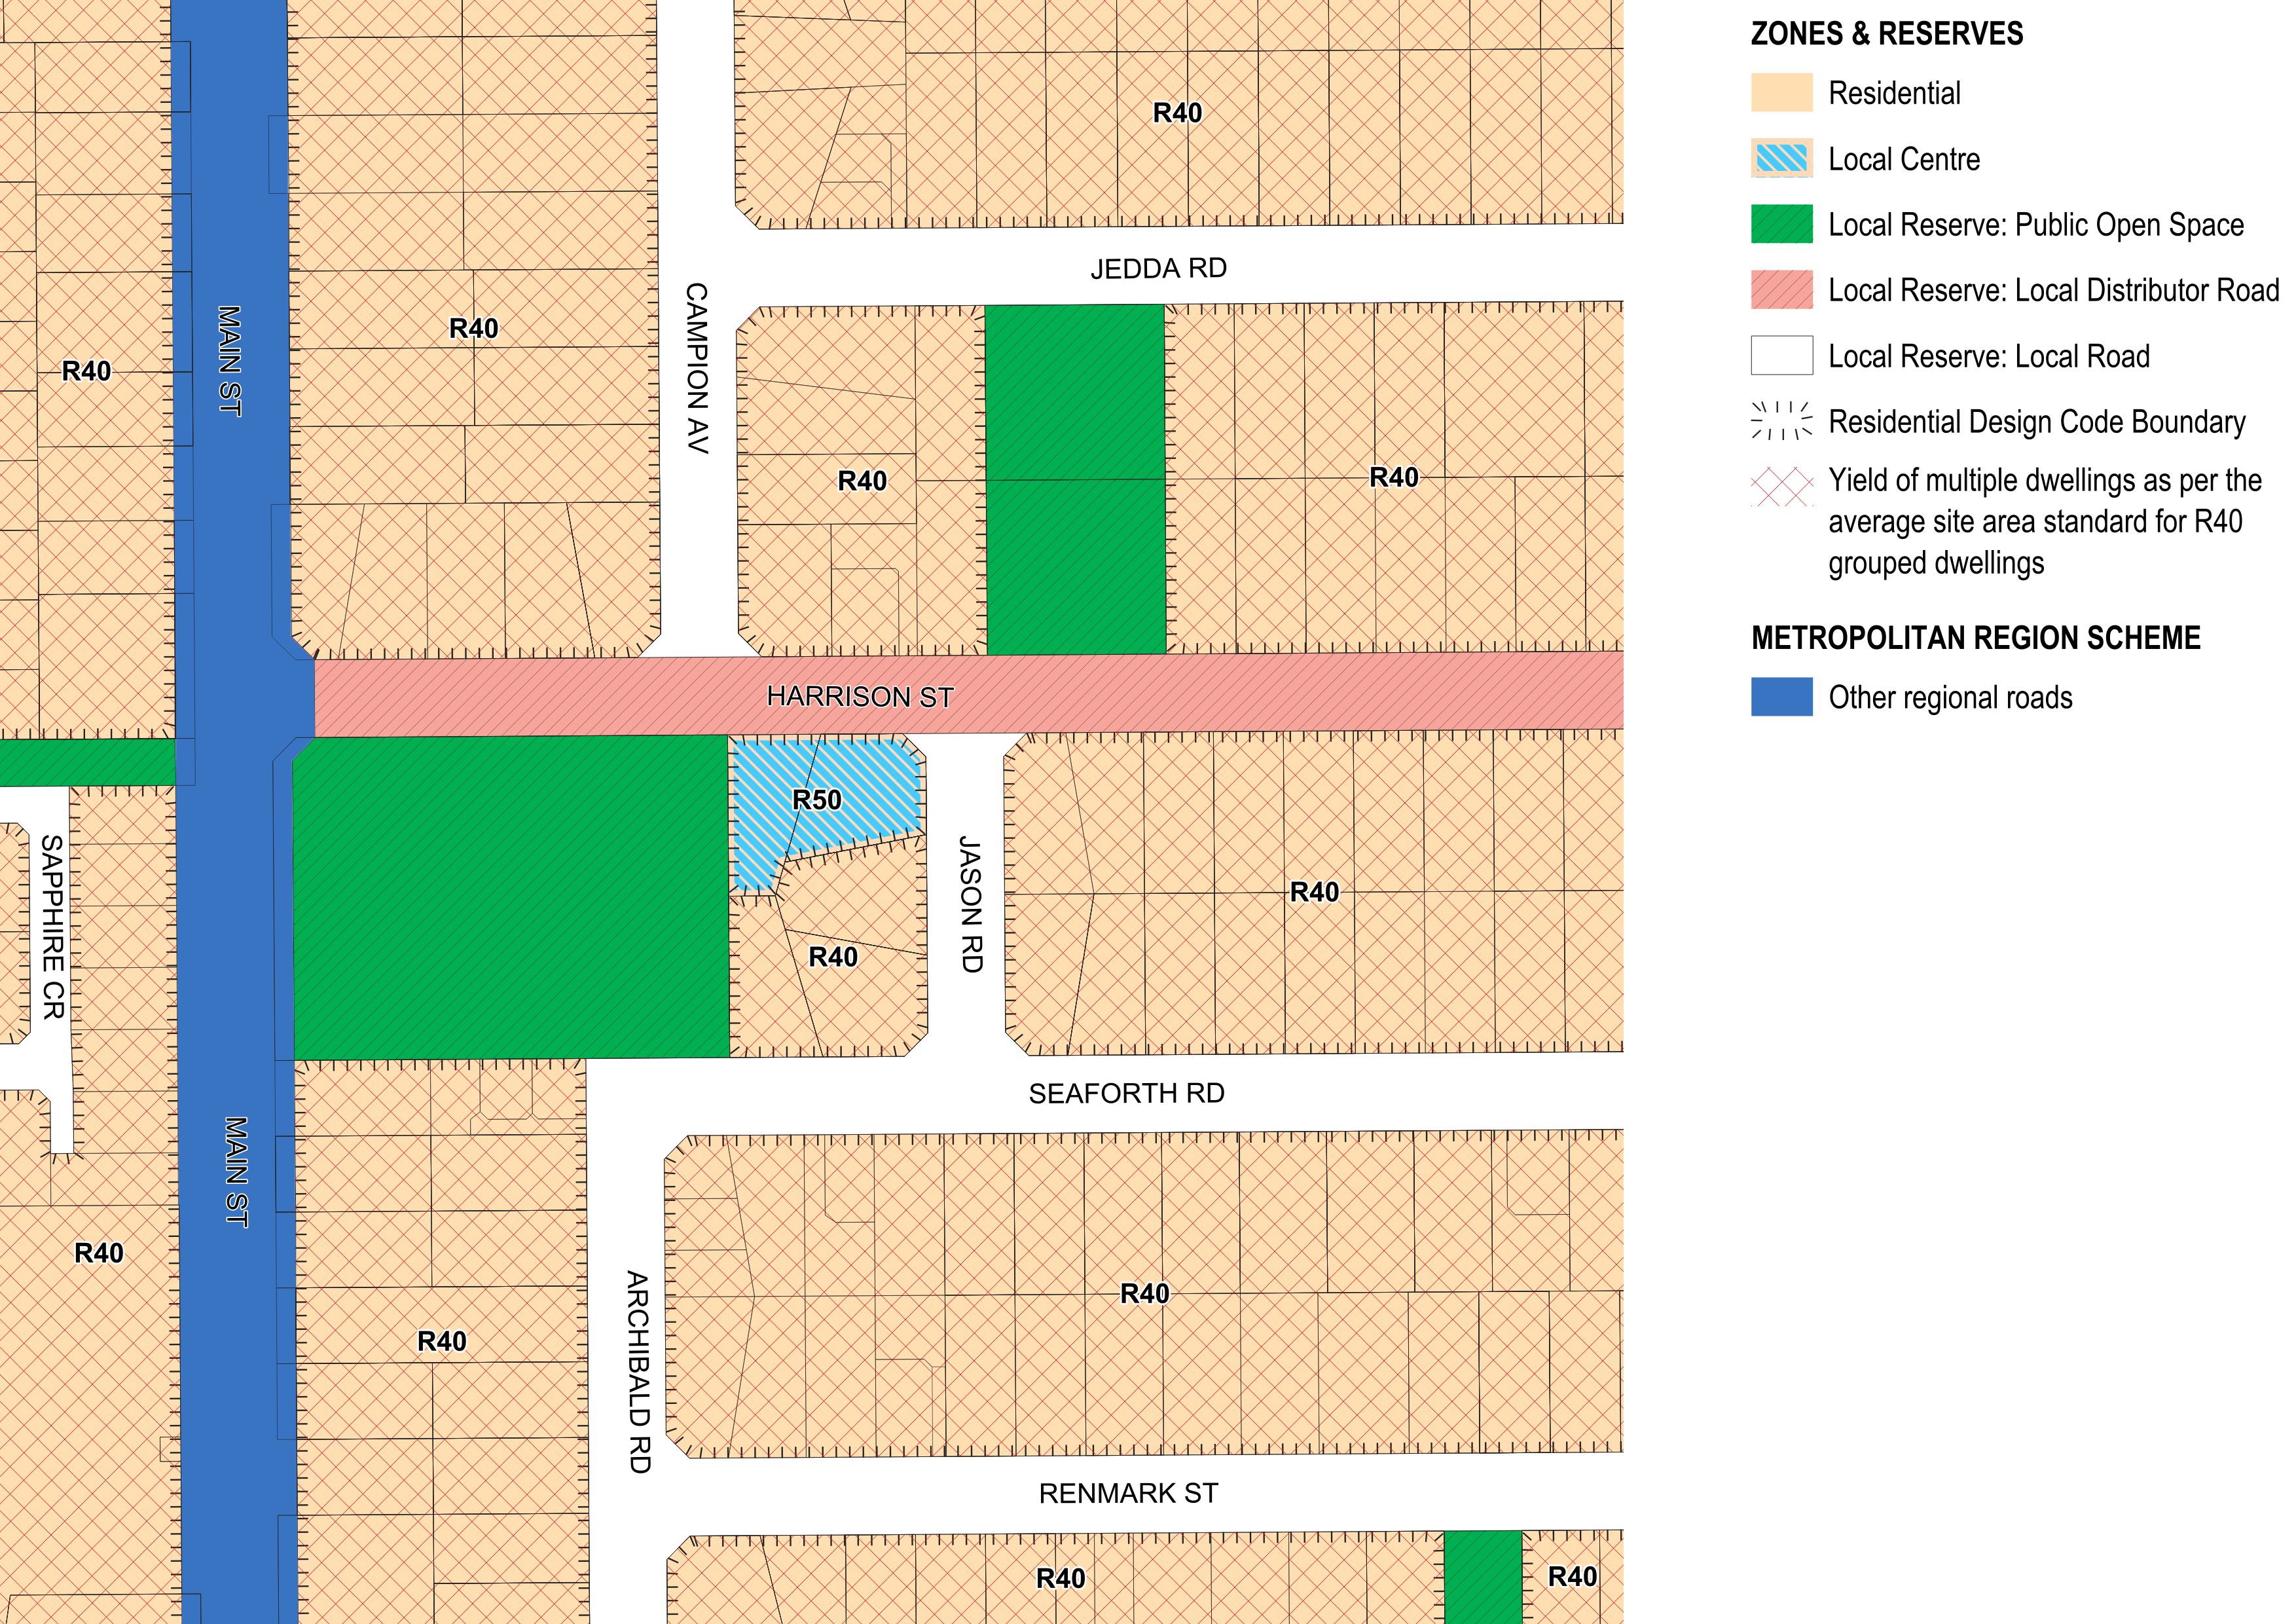 ZONES & RESERVES
Residential
Local Centre
Local Reserve: Public Open Space
Local Reserve: Local Distributor Road
Local Reserve: Local Road
Residential Design Code Boundary
Yield of multiple dwellings as per the
average site area standard for R40
grouped dwellings
METROPOLITAN REGION SCHEME
Other regional roads
R40
JEDDA RD
CAMPION AV
MAIN ST
R40
R40
R40
R40
HARRISON ST
R50
SAPPHIRE CR
JASON RD
R40
R40
SEAFORTH RD
MAIN ST
R40
R40
R40
ARCHIBALD RD
RENMARK ST
R40
R40